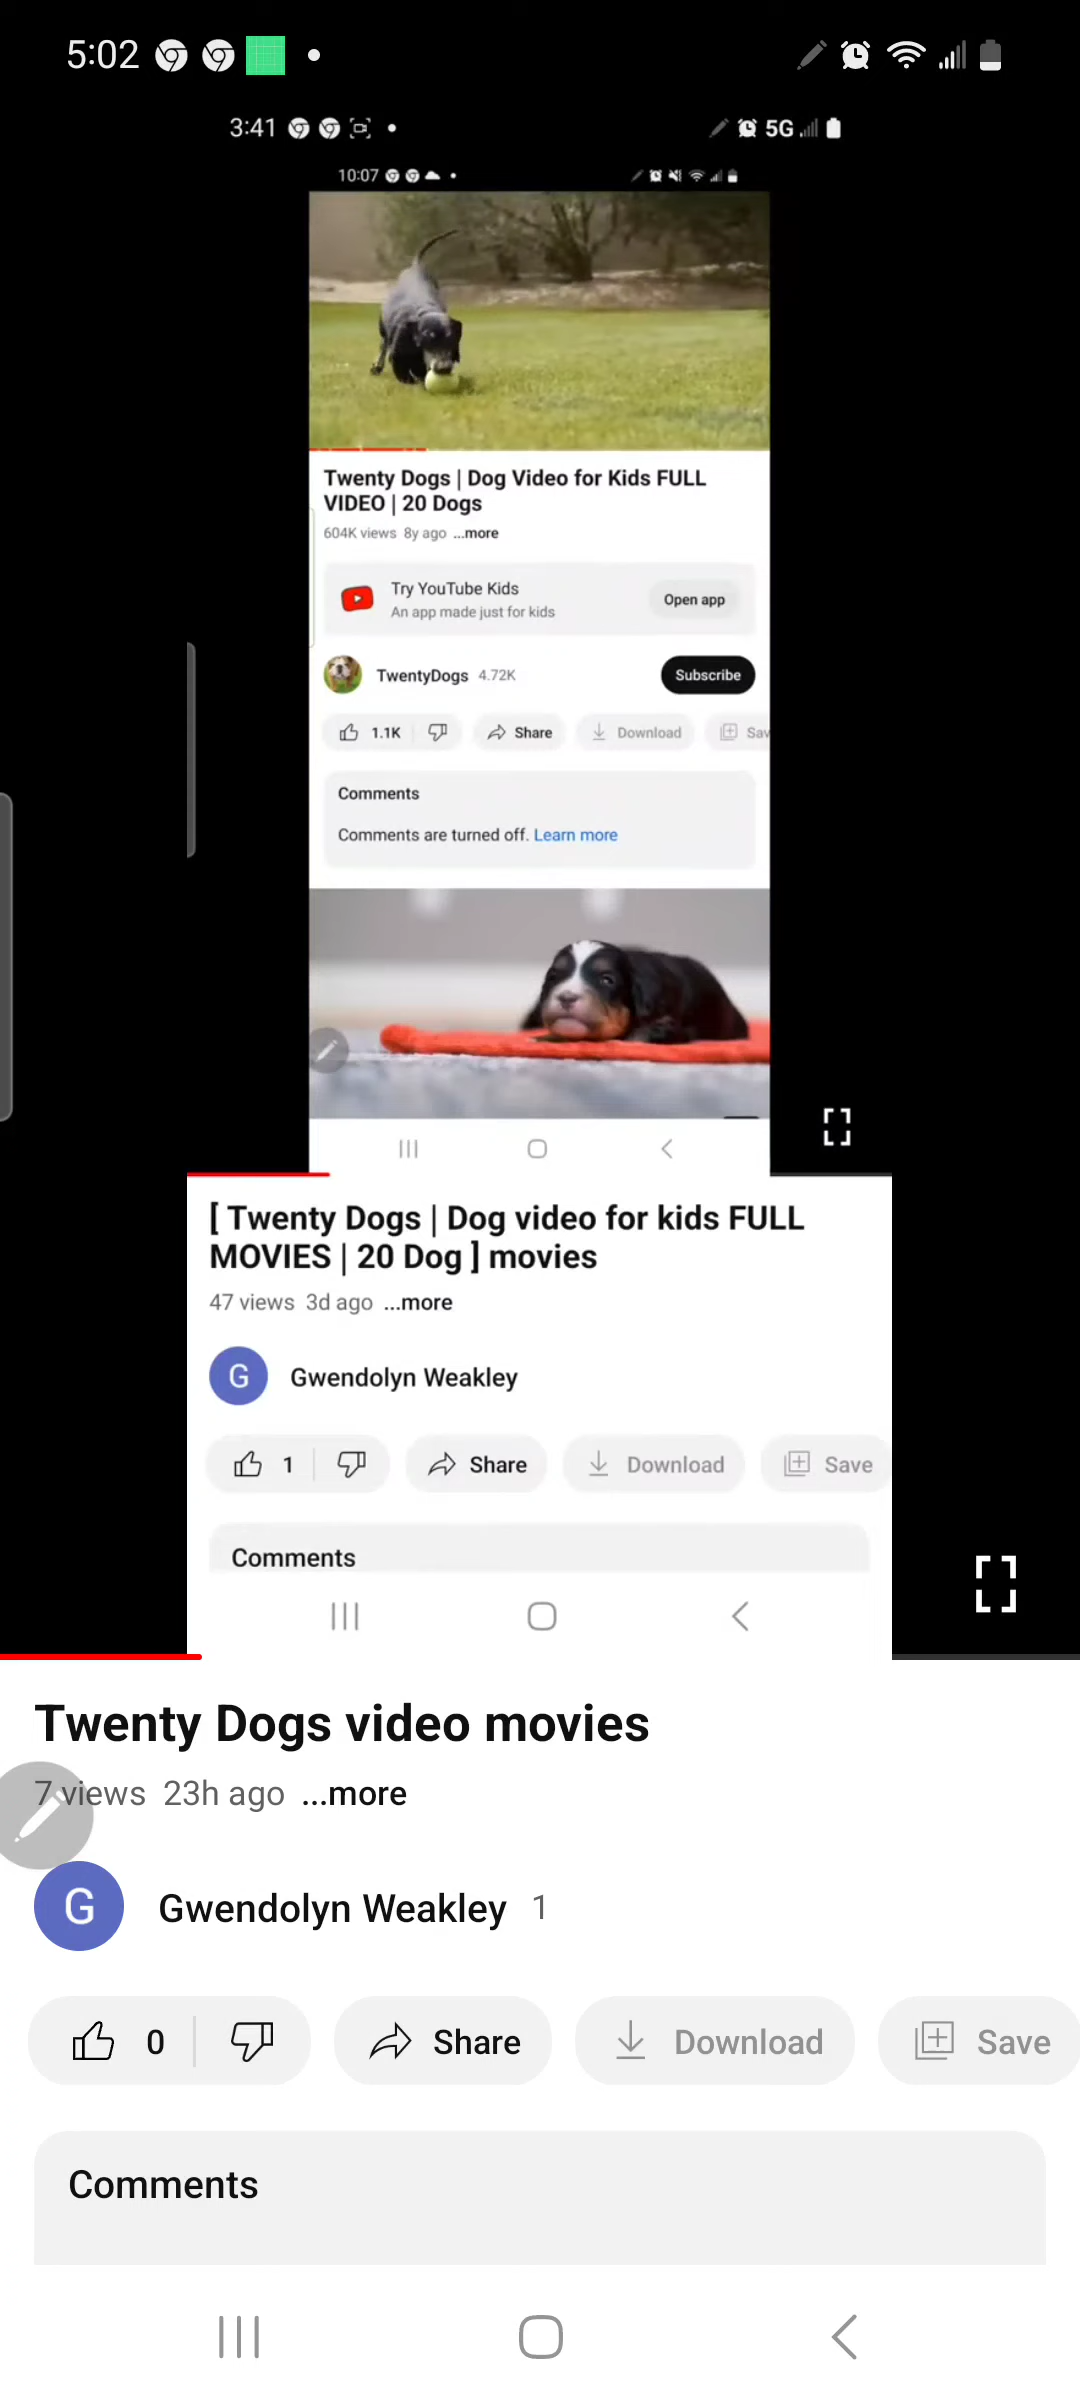 5:02
3:41 5G
10:07
Twenty Dogs | Dog Video for Kids FULL
VIDEO | 20 Dogs
604K views 8y ago ...more
Try YouTube Kids
An app made just for kids
Open app
TwentyDogs 4.72K
Subscribe
1.1K Share Download Sav
Comments
Comments are turned off. Learn more
[ Twenty Dogs | Dog video for kids FULL
MOVIES | 20 Dog ] movies
47 views 3d ago ...more
G Gwendolyn Weakley
1 Share Download Save
Comments
Twenty Dogs video movies
7 views 23h ago ...more
G Gwendolyn Weakley 1
0 Share Download Save
Comments